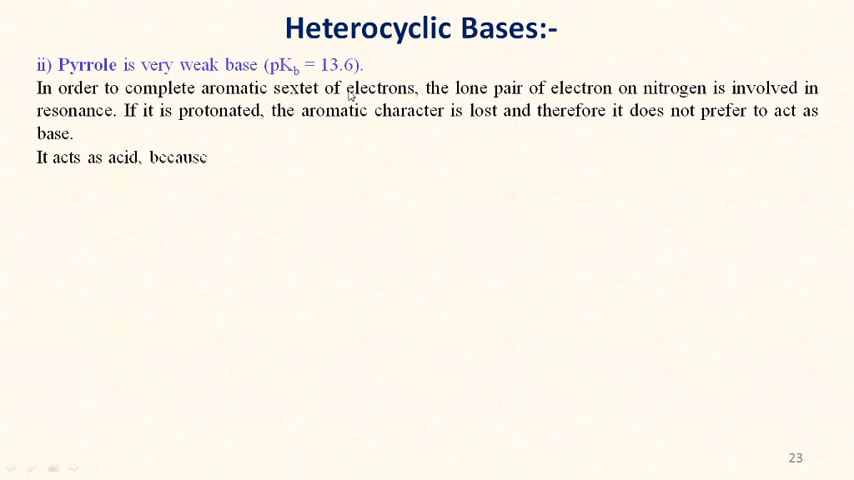 Heterocyclic Bases:-
ii) Pyrrole is very weak base (pKb = 13.6).
In order to complete aromatic sextet of electrons, the lone pair of electron on nitrogen is involved in
resonance. If it is protonated, the aromatic character is lost and therefore it does not prefer to act as
base.
It acts as acid, because
23